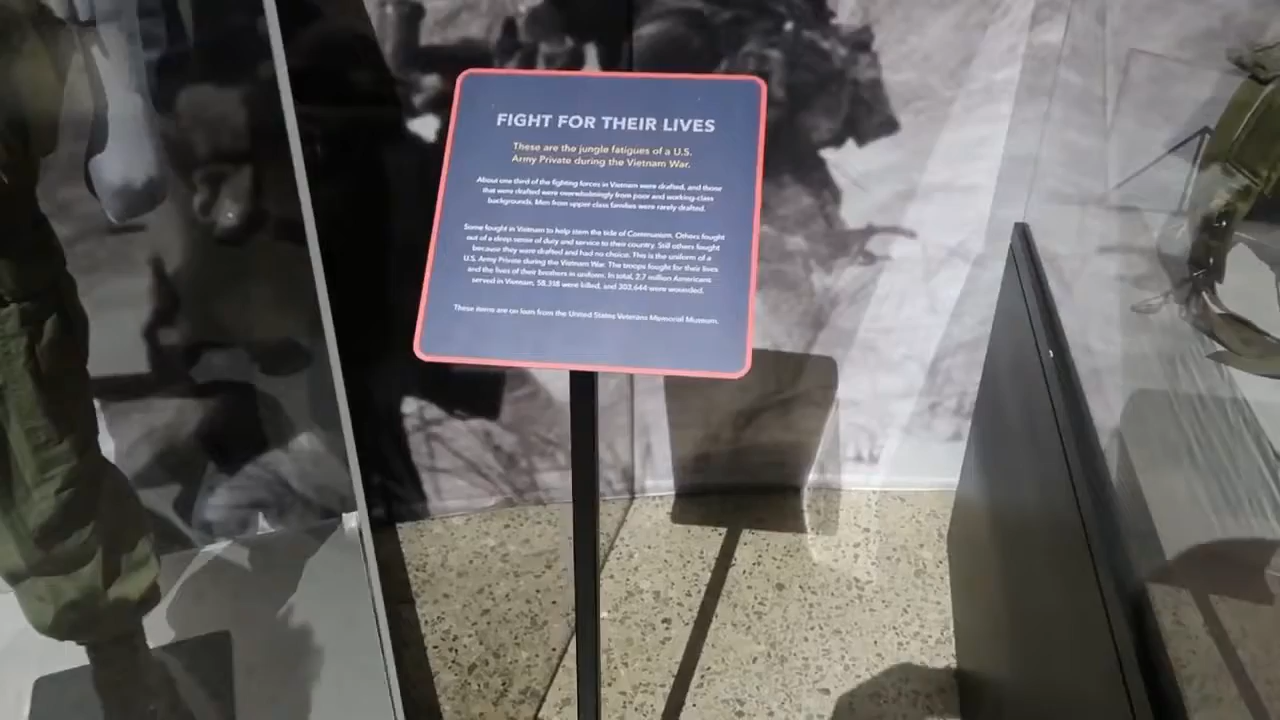 FIGHT FOR THEIR LIVES
These are the jungle fatigues of a U.S.
Army Private during the Vietnam War.
About one third of the fighting forces in Vietnam were drafted, and those
that were drafted were overwhelmingly from poor and working-class
backgrounds. Men from upper class families were rarely drafted.
Some fought in Vietnam to help stem the tide of Communism. Others fought
out of a deep sense of duty and service to their country. Still others fought
because they were drafted and had no choice. This is the uniform of a
U.S. Army Private during the Vietnam War. The troops fought for their lives
and the lives of their brothers in uniform. In total, 2.7 million Americans
served in Vietnam, 58,318 were killed, and 303,644 were wounded.
These items are on loan from the United States Veterans Memorial Museum.